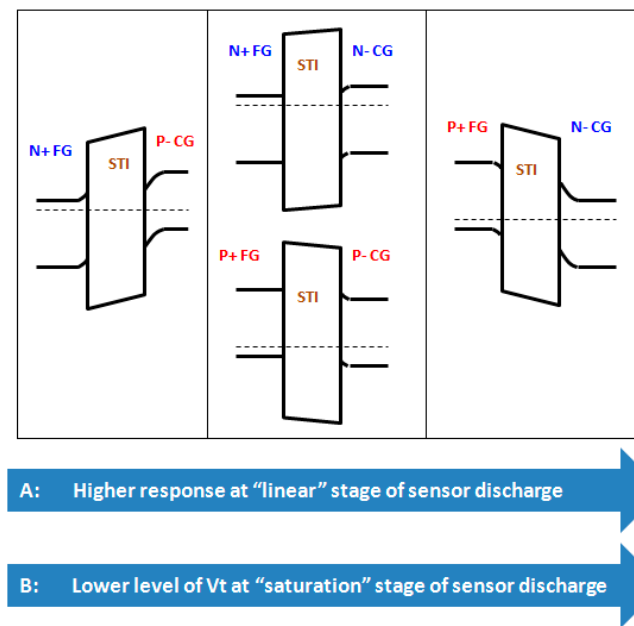 N+ FG
STI
P- CG
N+ FG
STI
N- CG
P+ FG
STI
P- CG
P+ FG
STI
N- CG
A: Higher response at “linear” stage of sensor discharge
B: Lower level of Vt at “saturation” stage of sensor discharge